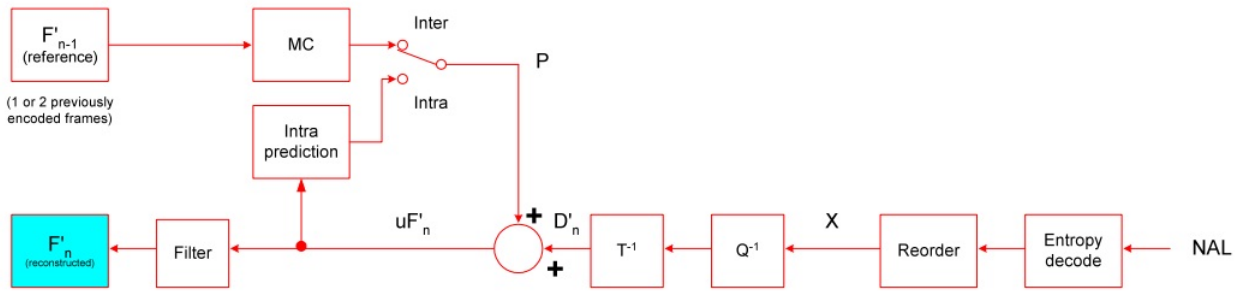 F'n-1
(reference)
(1 or 2 previously
encoded frames)
MC
Inter
Intra
P
Intra
prediction
F'n
(reconstructed)
Filter
uF'n
+
D'n
+
T-1
Q-1
X
Reorder
Entropy
decode
NAL